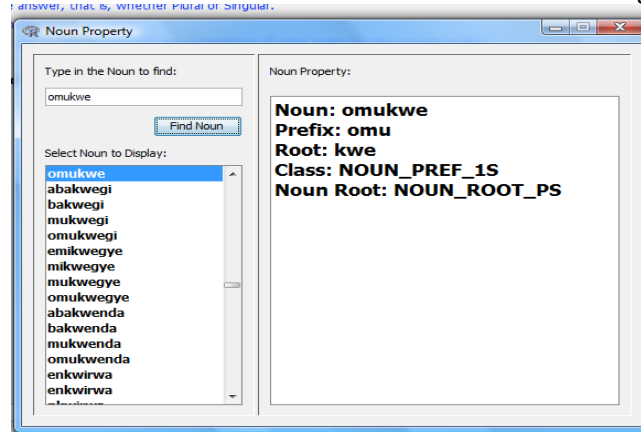 answer, that is, whether Plural or Singular.
Noun Property
Type in the Noun to find:
omukwe
Find Noun
Select Noun to Display:
omukwe
abakwegi
bakwegi
mukwegi
omukwegi
emikwegye
mikwegye
mukwegye
omukwegye
abakwenda
bakwenda
mukwenda
omukwenda
enkwirwa
enkwirwa
Noun Property:
Noun: omukwe
Prefix: omu
Root: kwe
Class: NOUN_PREF_1S
Noun Root: NOUN_ROOT_PS